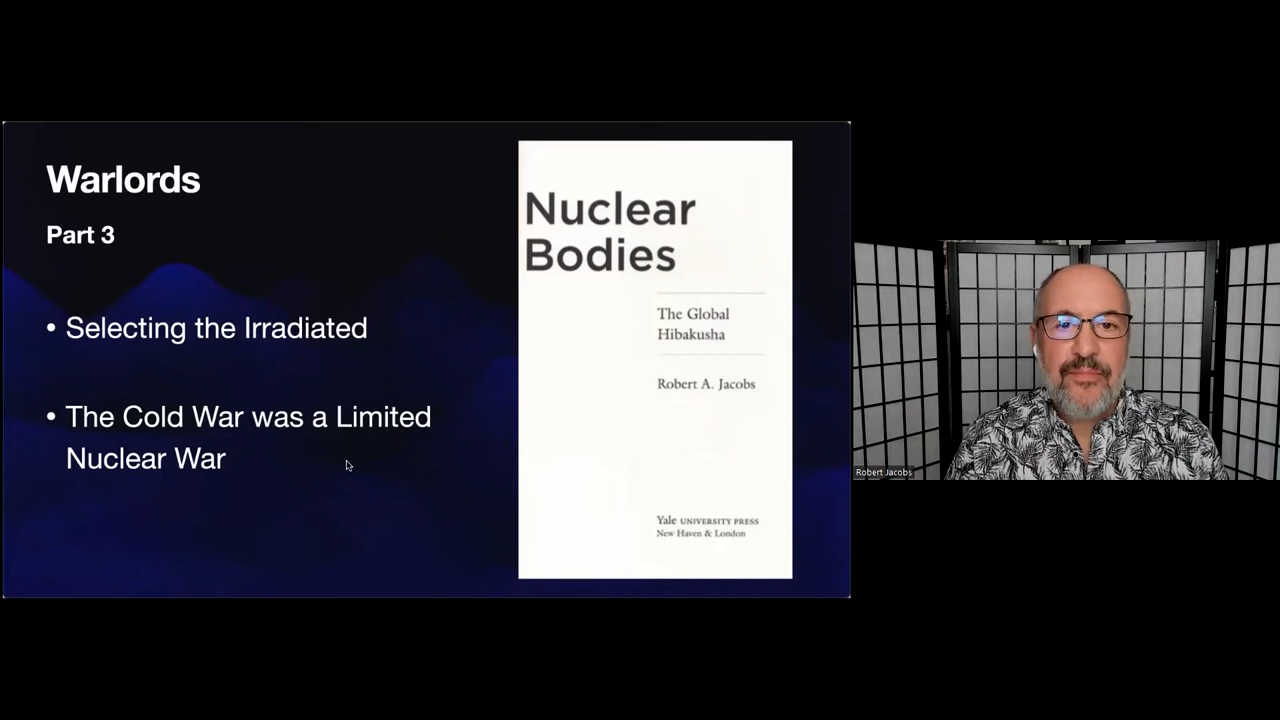 Warlords
Part 3
• Selecting the Irradiated
• The Cold War was a Limited
Nuclear War
Nuclear
Bodies
The Global
Hibakusha
Robert A. Jacobs
Yale UNIVERSITY PRESS
New Haven & London
Robert Jacobs